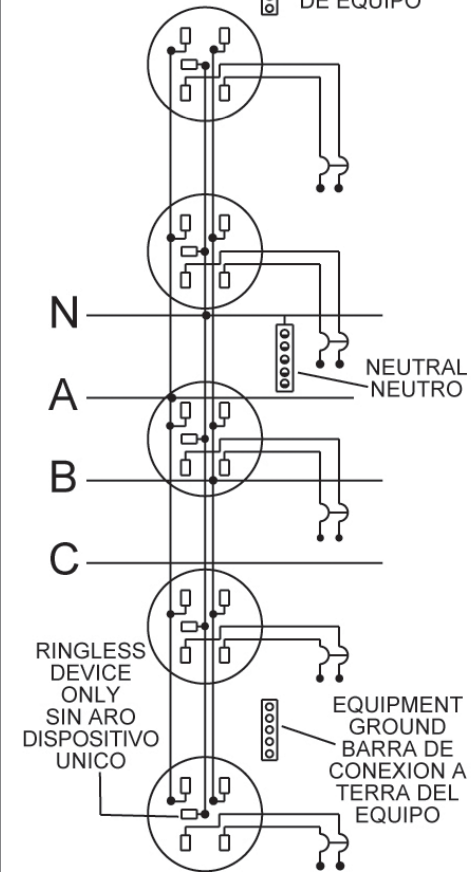 DE EQUIPO
N
NEUTRAL
NEUTRO
A
B
C
RINGLESS
DEVICE
ONLY
SIN ARO
DISPOSITIVO
UNICO
EQUIPMENT
GROUND
BARRA DE
CONEXION A
TERRA DEL
EQUIPO